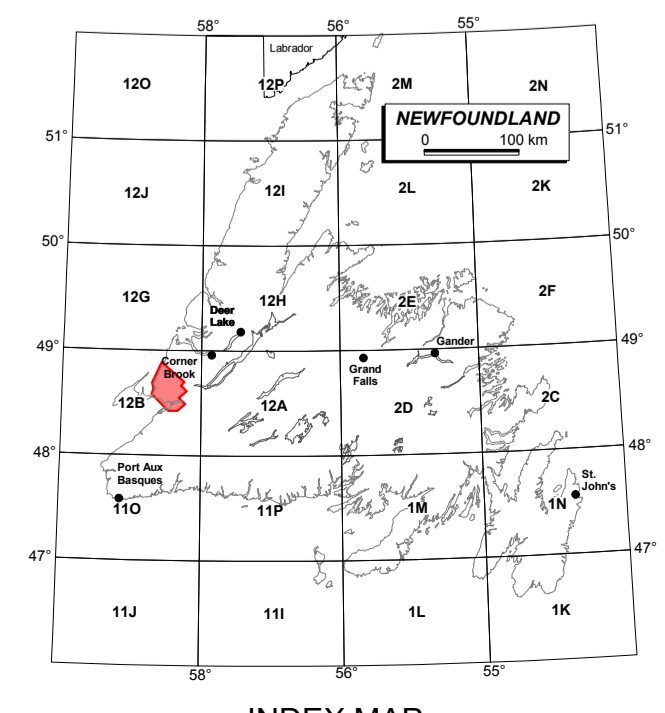 58° 56° 55°
Labrador
12O 12P 2M 2N
NEWFOUNDLAND
0 100 km
51° 51°
12J 12I 2L 2K
50° 50°
12G 12H 2E 2F
Deer
Lake
49° 49°
Gander
Corner
Brook
Grand
Falls
12B 12A 2D 2C
48° 48°
Port Aux
Basques
St.
John's
11O 11P 1M 1N
47° 47°
11J 11I 1L 1K
58° 56° 55°
INDEX MAP